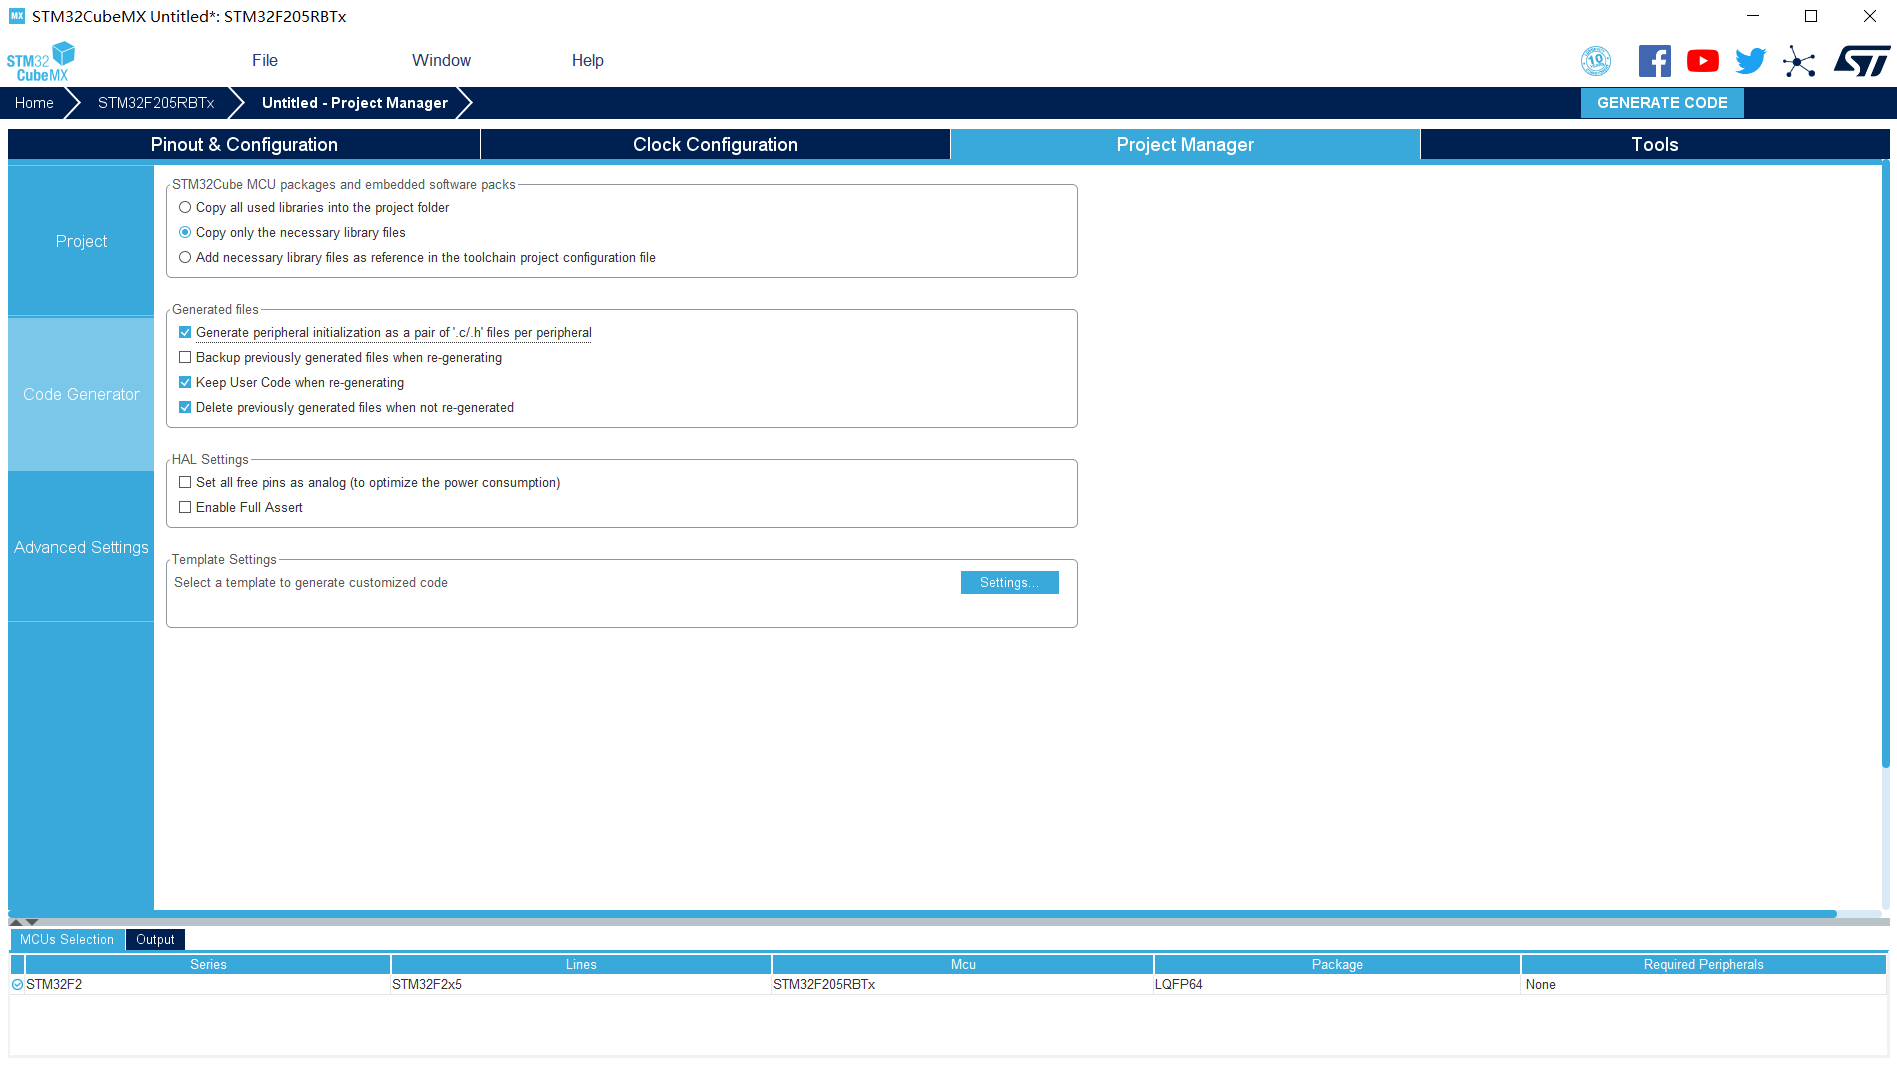 MX STM32CubeMX Untitled*: STM32F205RBTx
STM32
CubeMX
File Window Help
10
Home STM32F205RBTx Untitled - Project Manager GENERATE CODE
Pinout & Configuration Clock Configuration Project Manager Tools
Project
Code Generator
Advanced Settings
STM32Cube MCU packages and embedded software packs
Copy all used libraries into the project folder
Copy only the necessary library files
Add necessary library files as reference in the toolchain project configuration file
Generated files
Generate peripheral initialization as a pair of '.c/.h' files per peripheral
Backup previously generated files when re-generating
Keep User Code when re-generating
Delete previously generated files when not re-generated
HAL Settings
Set all free pins as analog (to optimize the power consumption)
Enable Full Assert
Template Settings
Select a template to generate customized code Settings...
MCUs Selection Output
Series Lines Mcu Package Required Peripherals
STM32F2 STM32F2x5 STM32F205RBTx LQFP64 None